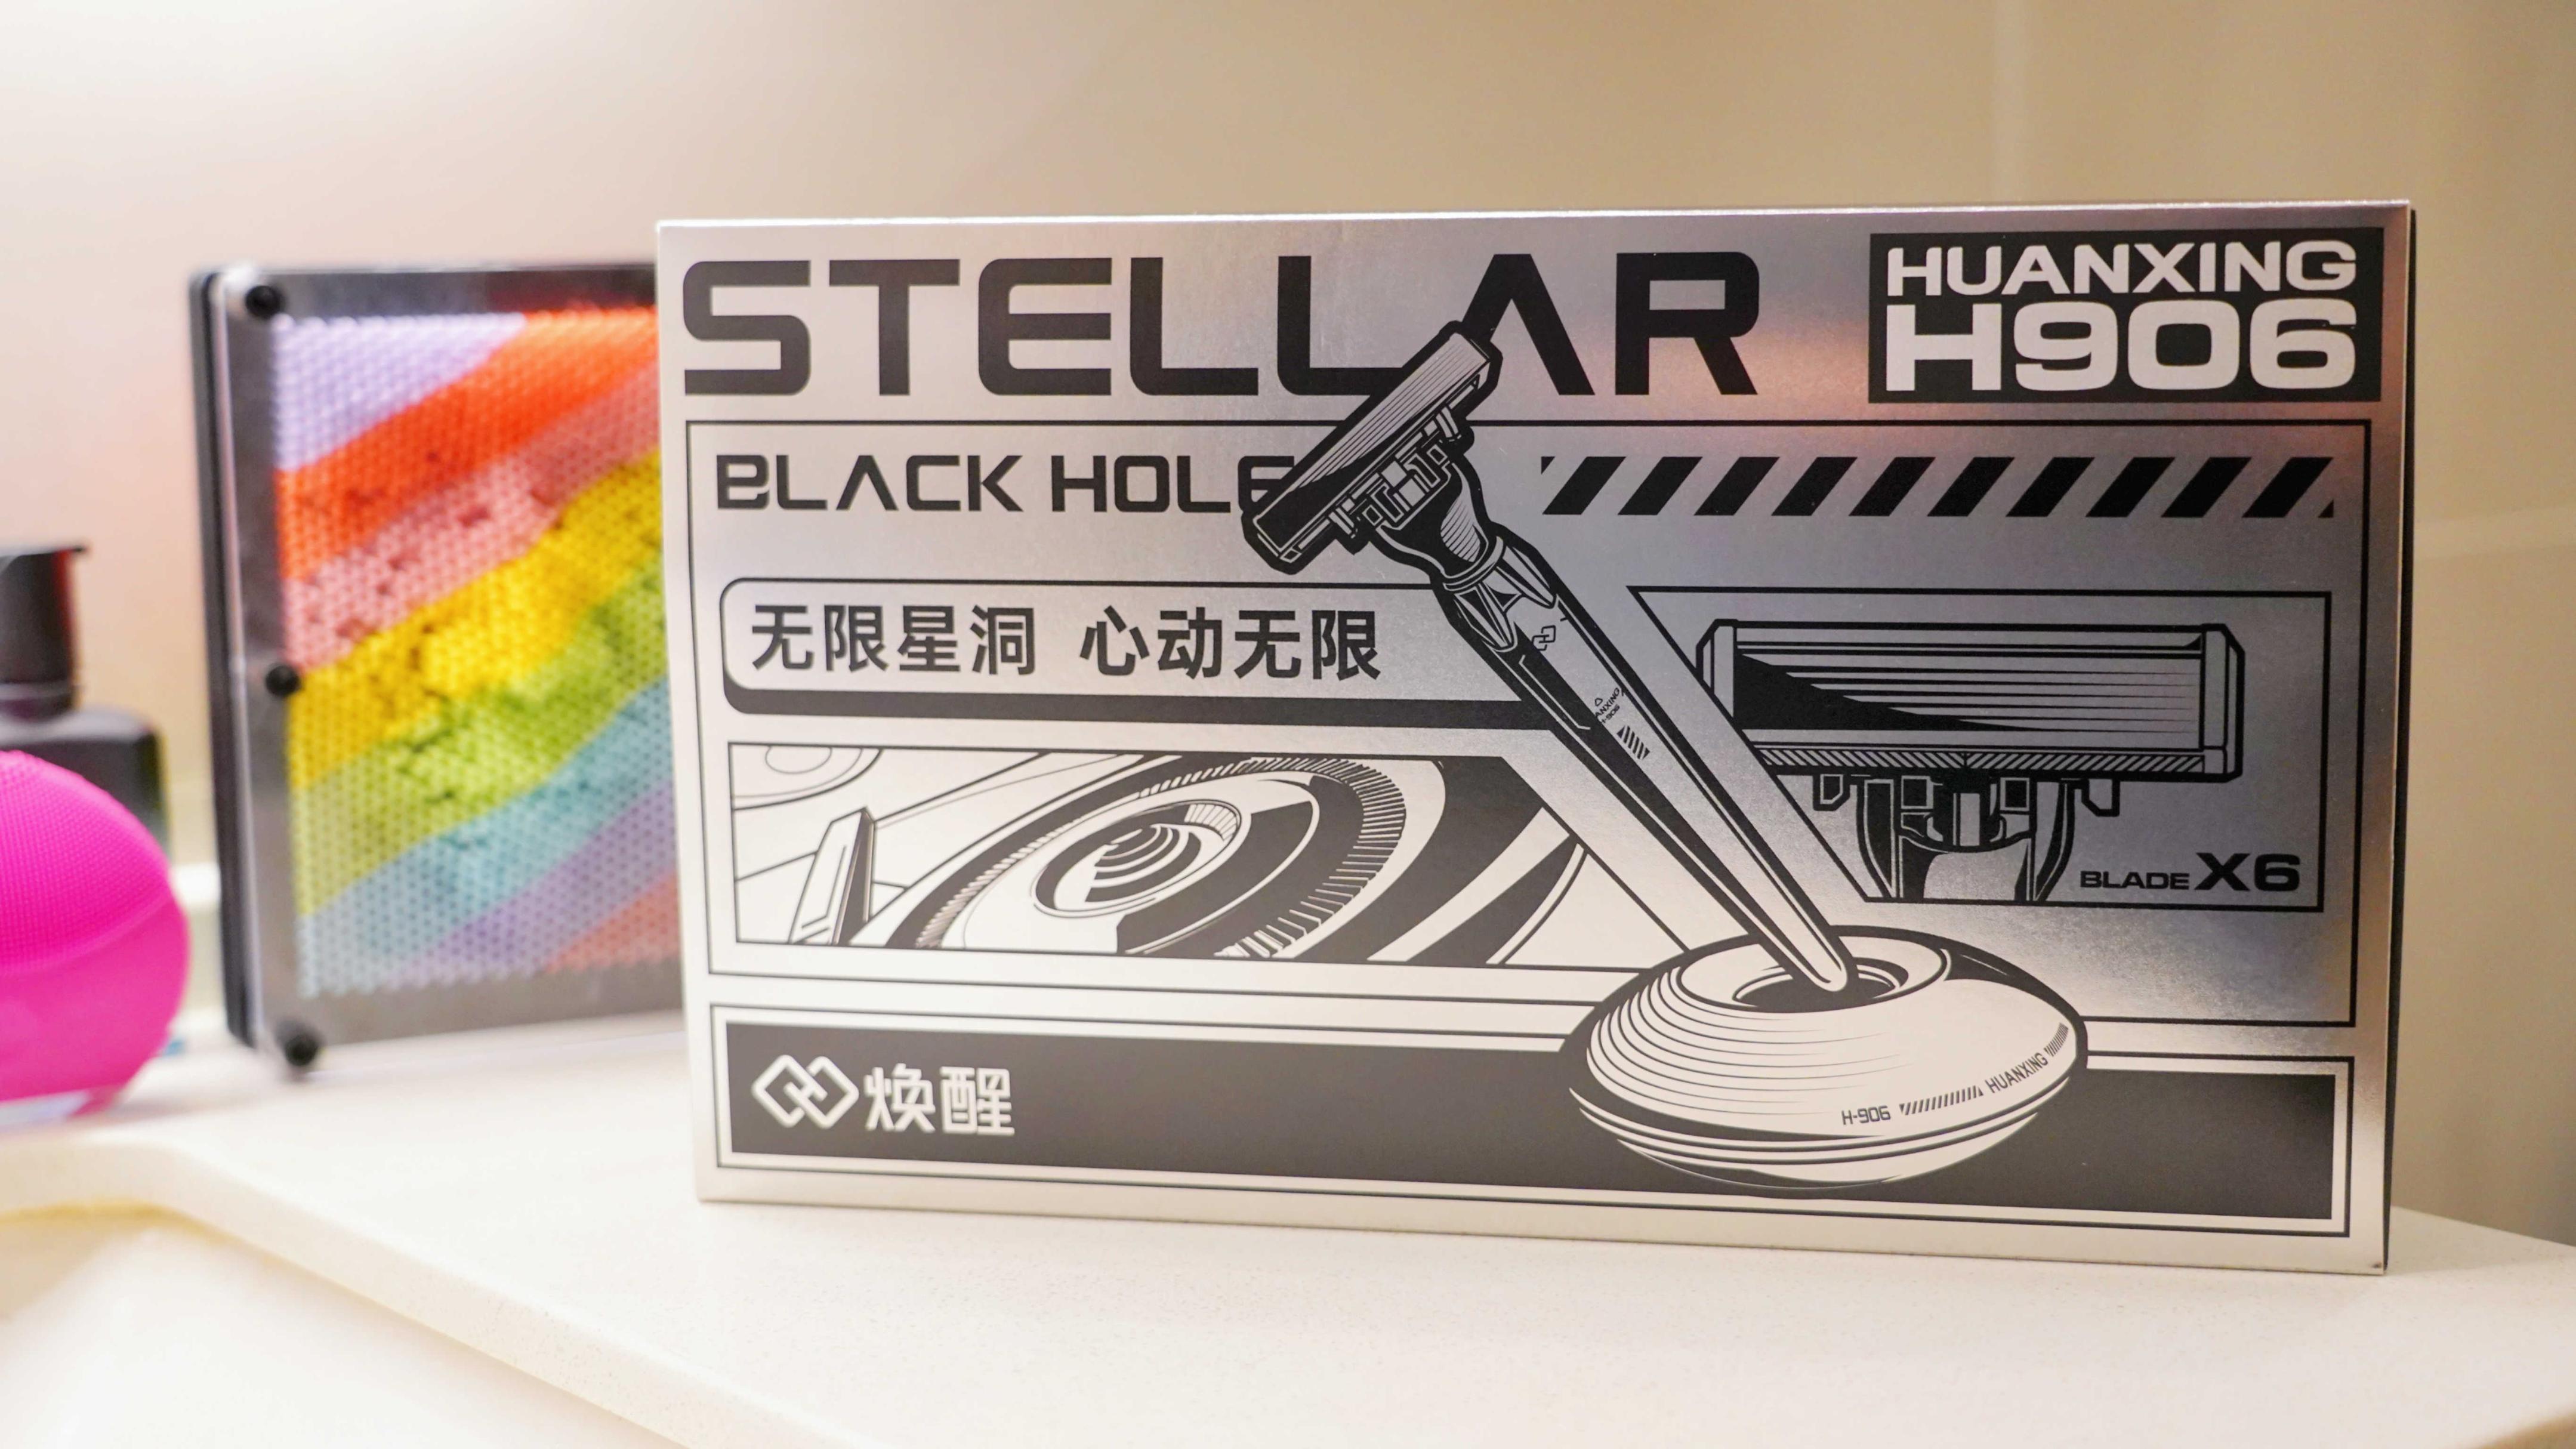 STELLAR
HUANXING
H906
BLACK HOLE
无限星洞 心动无限
BLADE X6
焕醒
H-906 HUANXING